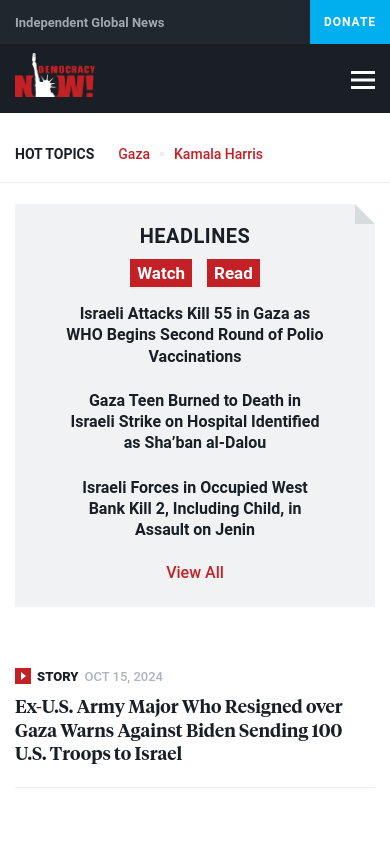 Independent Global News
DONATE
DEMOCRACY
NOW!
HOT TOPICS
Gaza
Kamala Harris
HEADLINES
Watch
Read
Israeli Attacks Kill 55 in Gaza as
WHO Begins Second Round of Polio
Vaccinations
Gaza Teen Burned to Death in
Israeli Strike on Hospital Identified
as Sha’ban al-Dalou
Israeli Forces in Occupied West
Bank Kill 2, Including Child, in
Assault on Jenin
View All
STORY OCT 15, 2024
Ex-U.S. Army Major Who Resigned over
Gaza Warns Against Biden Sending 100
U.S. Troops to Israel